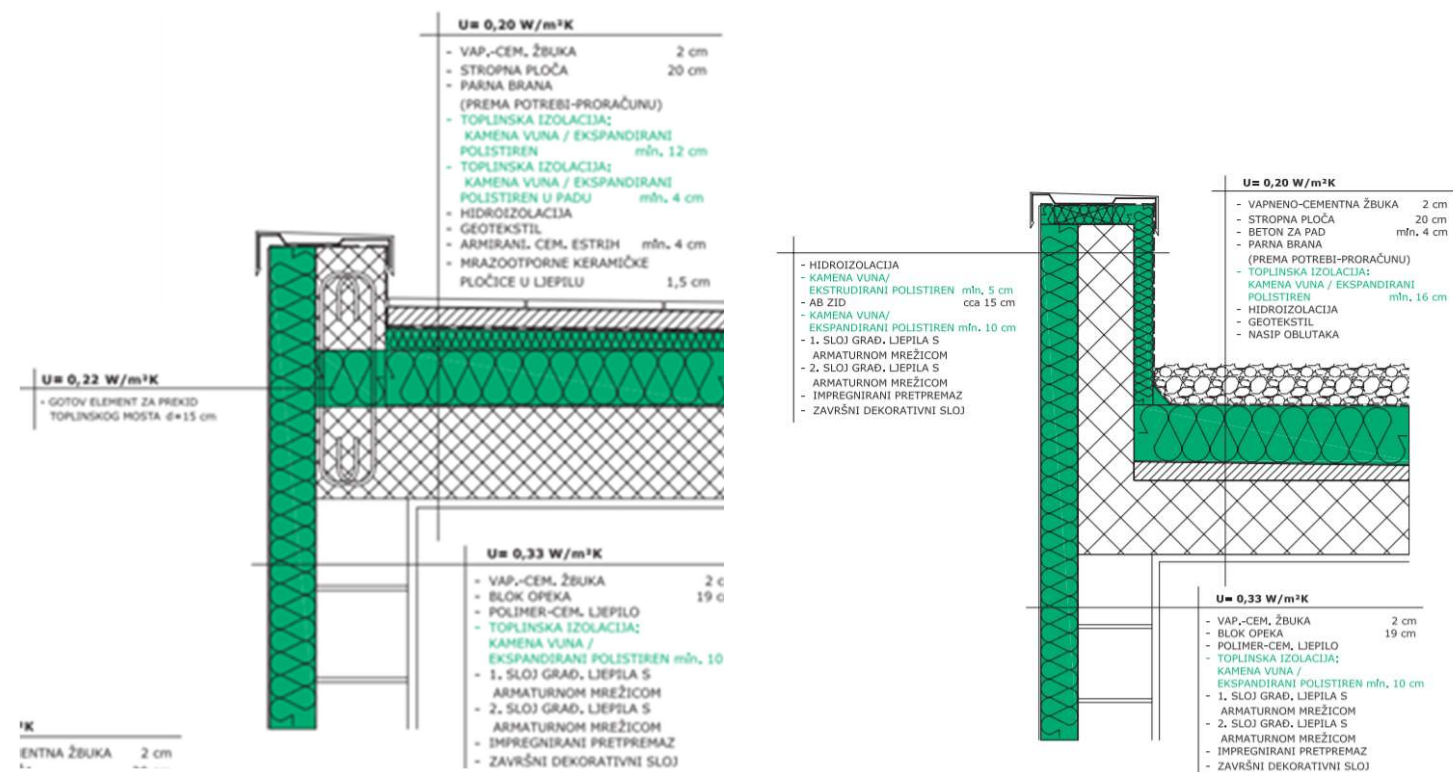 U= 0,20 W/m²K
- VAP.-CEM. ŽBUKA 2 cm
- STROPNA PLOČA 20 cm
- PARNA BRANA
(PREMA POTREBI-PRORAČUNU)
- TOPLINSKA IZOLACIJA:
KAMENA VUNA / EKSPANDIRANI
POLISTIREN min. 12 cm
- TOPLINSKA IZOLACIJA:
KAMENA VUNA / EKSPANDIRANI
POLISTIREN U PADU min. 4 cm
- HIDROIZOLACIJA
- GEOTEKSTIL
- ARMIRANI. CEM. ESTRIH min. 4 cm
- MRAZOOTPORNE KERAMIČKE
PLOČICE U LJEPILU 1,5 cm
U= 0,22 W/m²K
- GOTOV ELEMENT ZA PREKID
TOPLINSKOG MOSTA d=15 cm
U= 0,33 W/m²K
- VAP.-CEM. ŽBUKA 2 c
- BLOK OPEKA 19 c
- POLIMER-CEM. LJEPILO
- TOPLINSKA IZOLACIJA:
KAMENA VUNA /
EKSPANDIRANI POLISTIREN min. 10
- 1. SLOJ GRAĐ. LJEPILA S
ARMATURNOM MREŽICOM
- 2. SLOJ GRAĐ. LJEPILA S
ARMATURNOM MREŽICOM
- IMPREGNIRANI PRETPREMAZ
- ZAVRŠNI DEKORATIVNI SLOJ
²K
ENTNA ŽBUKA 2 cm
U= 0,20 W/m²K
- VAPNENO-CEMENTNA ŽBUKA 2 cm
- STROPNA PLOČA 20 cm
- BETON ZA PAD min. 4 cm
- PARNA BRANA
(PREMA POTREBI-PRORAČUNU)
- TOPLINSKA IZOLACIJA:
KAMENA VUNA / EKSPANDIRANI
POLISTIREN min. 16 cm
- HIDROIZOLACIJA
- GEOTEKSTIL
- NASIP OBLUTAKA
- HIDROIZOLACIJA
- KAMENA VUNA/
EKSTRUDIRANI POLISTIREN min. 5 cm
- AB ZID cca 15 cm
- KAMENA VUNA/
EKSPANDIRANI POLISTIREN min. 10 cm
- 1. SLOJ GRAĐ. LJEPILA S
ARMATURNOM MREŽICOM
- 2. SLOJ GRAĐ. LJEPILA S
ARMATURNOM MREŽICOM
- IMPREGNIRANI PRETPREMAZ
- ZAVRŠNI DEKORATIVNI SLOJ
U= 0,33 W/m²K
- VAP.-CEM. ŽBUKA 2 cm
- BLOK OPEKA 19 cm
- POLIMER-CEM. LJEPILO
- TOPLINSKA IZOLACIJA:
KAMENA VUNA /
EKSPANDIRANI POLISTIREN min. 10 cm
- 1. SLOJ GRAĐ. LJEPILA S
ARMATURNOM MREŽICOM
- 2. SLOJ GRAĐ. LJEPILA S
ARMATURNOM MREŽICOM
- IMPREGNIRANI PRETPREMAZ
- ZAVRŠNI DEKORATIVNI SLOJ